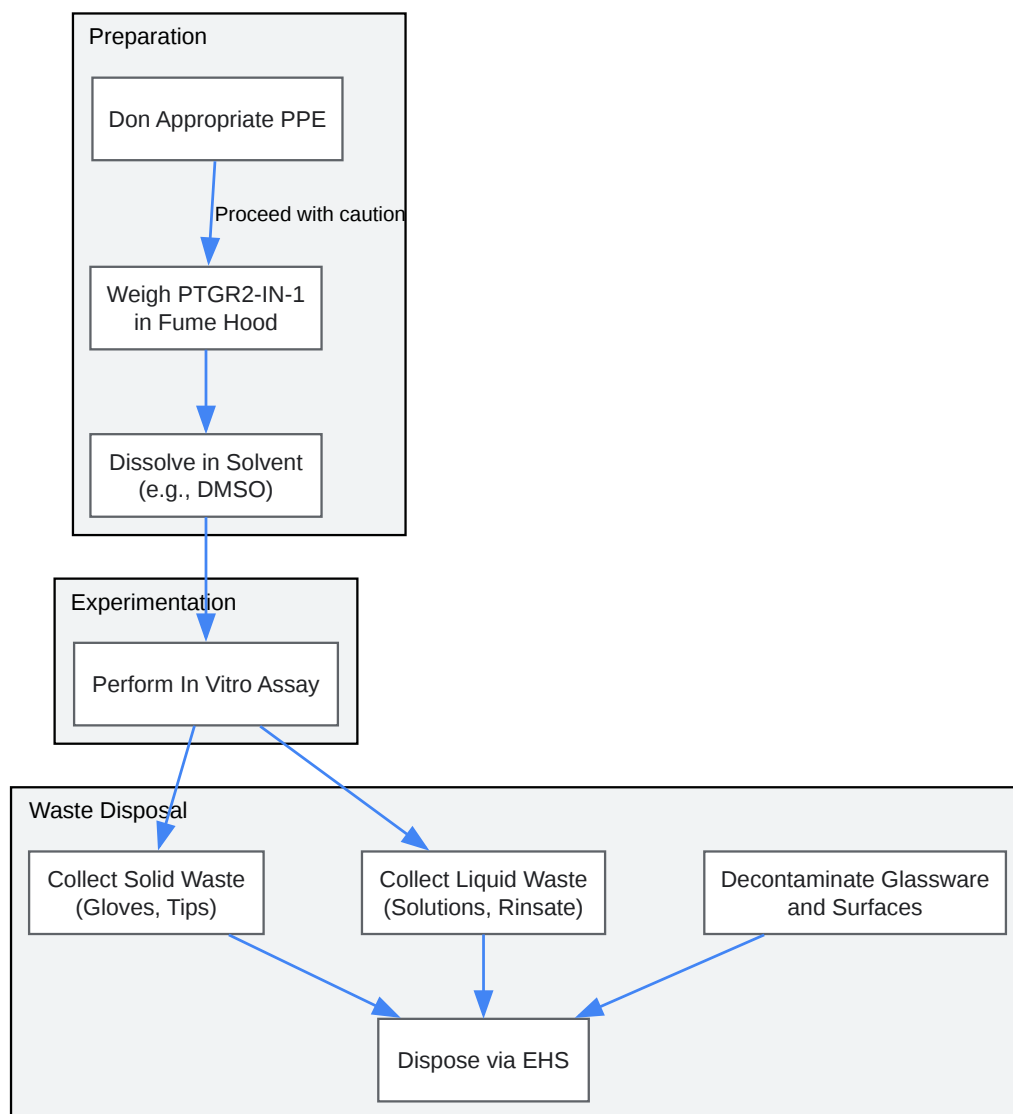 Preparation
Don Appropriate PPE
Proceed with caution
Weigh PTGR2-IN-1
in Fume Hood
Dissolve in Solvent
(e.g., DMSO)
Experimentation
Perform In Vitro Assay
Waste Disposal
Collect Solid Waste
(Gloves, Tips)
Collect Liquid Waste
(Solutions, Rinsate)
Decontaminate Glassware
and Surfaces
Dispose via EHS